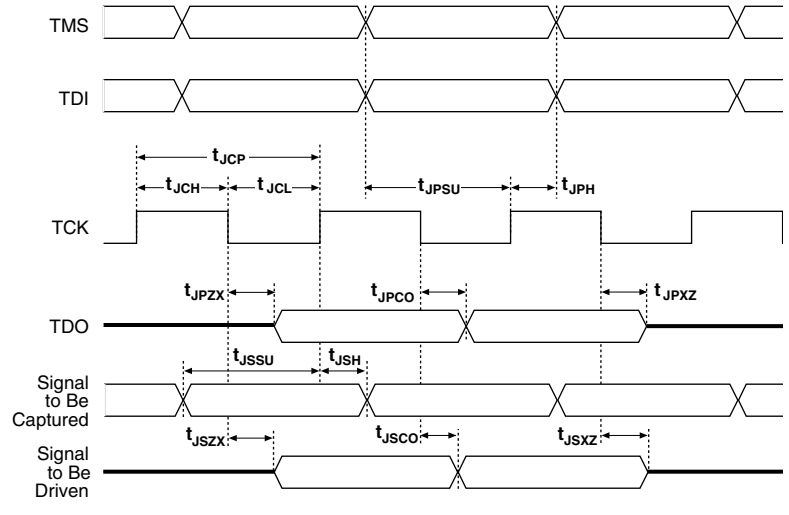 TMS
TDI
tJCP
tJCH
tJCL
tJPSU
tJPH
TCK
tJPZX
tJPCO
tJPXZ
TDO
tJSSU
tJSH
Signal
to Be
Captured
tJSZX
tJSCO
tJSXZ
Signal
to Be
Driven